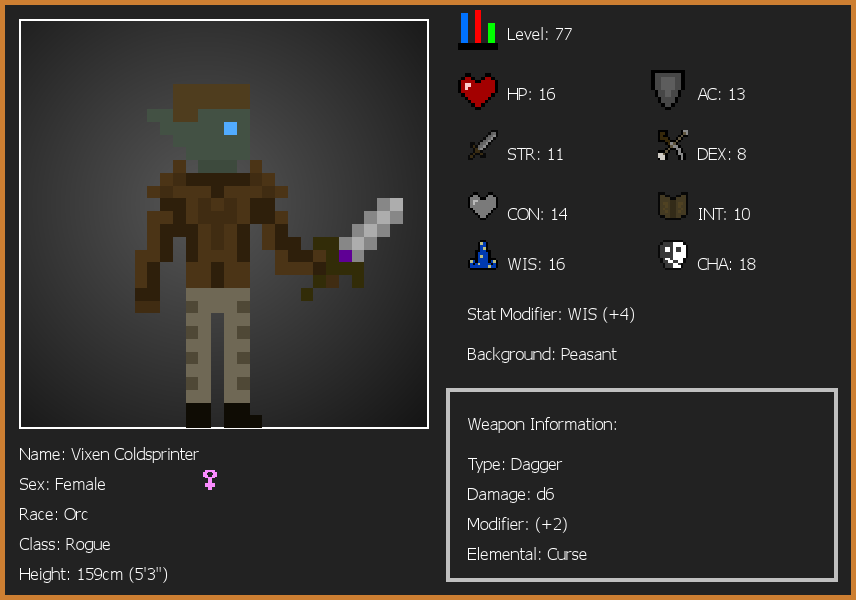 Level: 77
HP: 16
AC: 13
STR: 11
DEX: 8
CON: 14
INT: 10
WIS: 16
CHA: 18
Stat Modifier: WIS (+4)
Background: Peasant
Weapon Information:
Type: Dagger
Damage: d6
Modifier: (+2)
Elemental: Curse
Name: Vixen Coldsprinter
Sex: Female
Race: Orc
Class: Rogue
Height: 159cm (5'3")